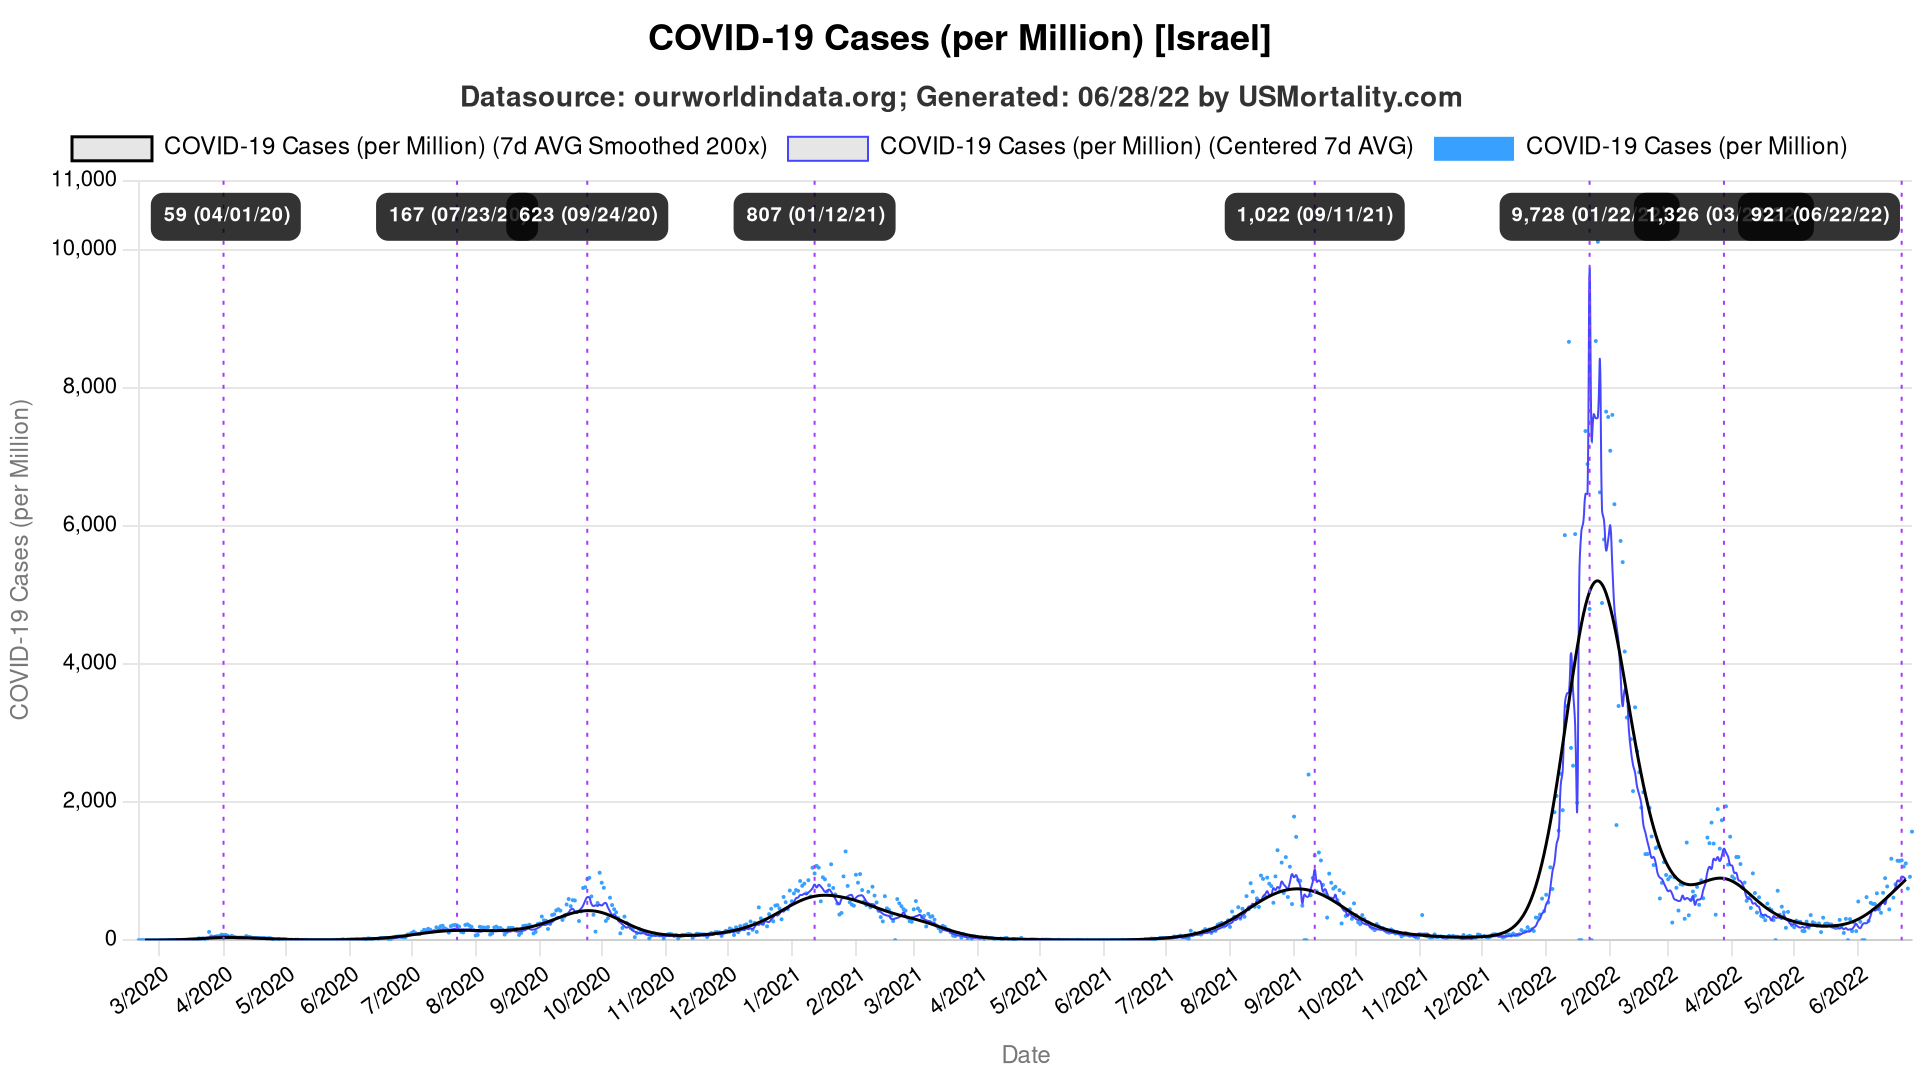 COVID-19 Cases (per Million) [Israel]
Datasource: ourworldindata.org; Generated: 06/28/22 by USMortality.com
COVID-19 Cases (per Million) (7d AVG Smoothed 200x) COVID-19 Cases (per Million) (Centered 7d AVG) COVID-19 Cases (per Million)
11,000
59 (04/01/20) 167 (07/23/20 623 (09/24/20) 807 (01/12/21) 1,022 (09/11/21) 9,728 (01/22/ 1,326 (03/ 921 (06/22/22)
10,000
8,000
6,000
4,000
2,000
0
COVID-19 Cases (per Million)
3/2020 4/2020 5/2020 6/2020 7/2020 8/2020 9/2020 10/2020 11/2020 12/2020 1/2021 2/2021 3/2021 4/2021 5/2021 6/2021 7/2021 8/2021 9/2021 10/2021 11/2021 12/2021 1/2022 2/2022 3/2022 4/2022 5/2022 6/2022
Date